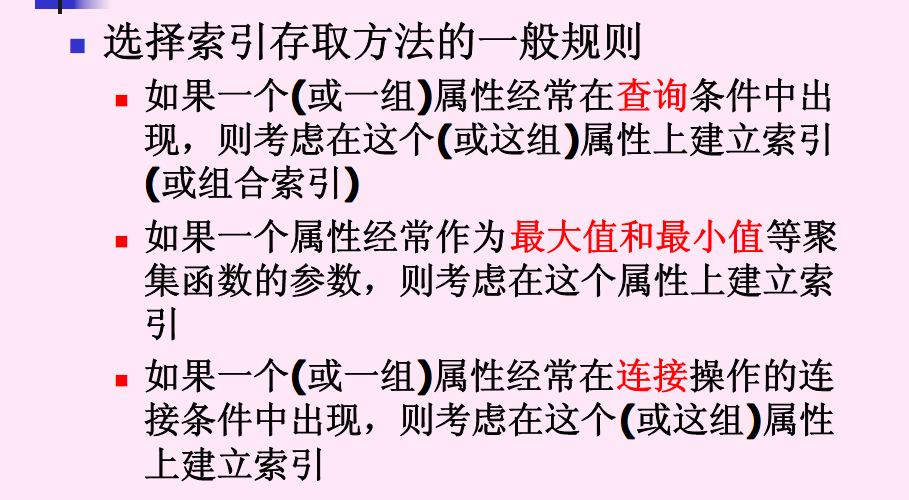 选择索引存取方法的一般规则
如果一个(或一组)属性经常在查询条件中出
现，则考虑在这个(或这组)属性上建立索引
(或组合索引)
如果一个属性经常作为最大值和最小值等聚
集函数的参数，则考虑在这个属性上建立索
引
如果一个(或一组)属性经常在连接操作的连
接条件中出现，则考虑在这个(或这组)属性
上建立索引